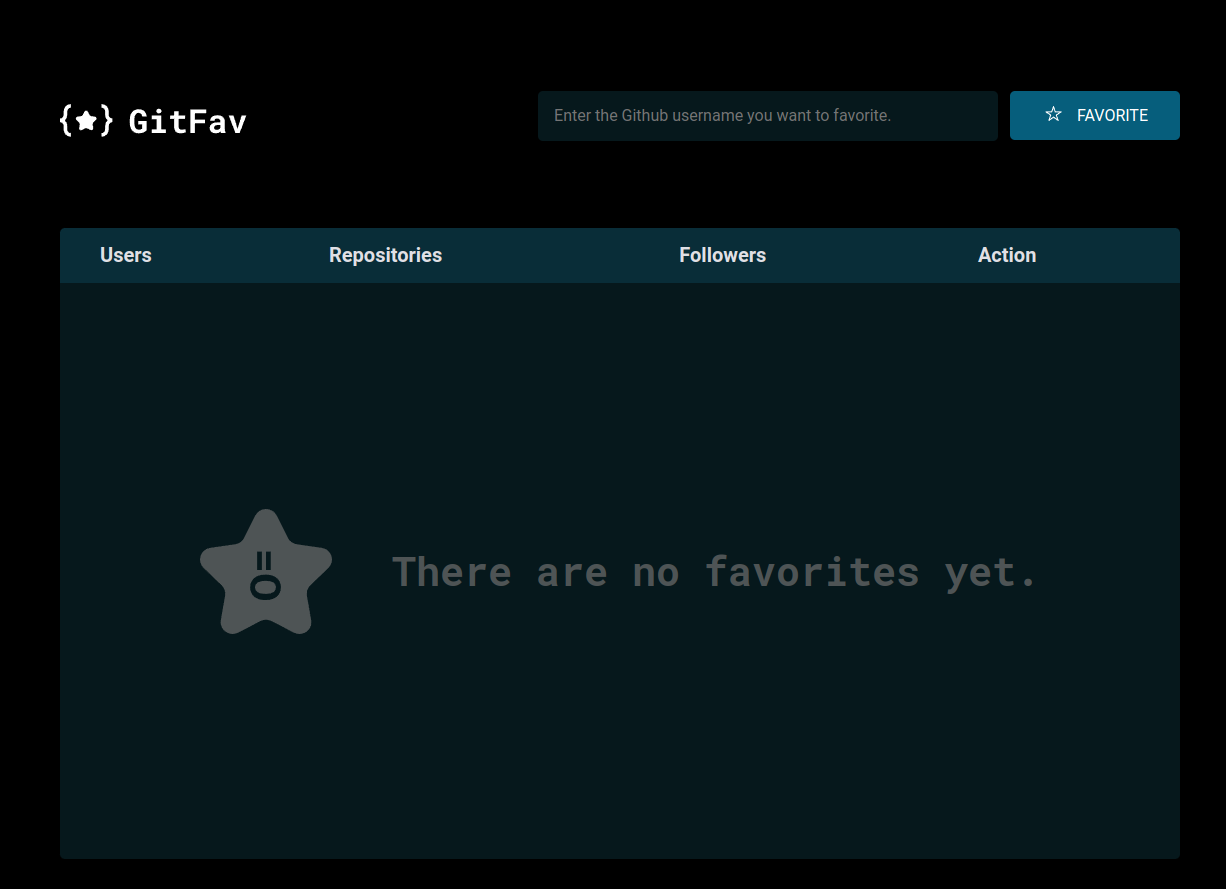 GitFav
Enter the Github username you want to favorite.
FAVORITE
Users Repositories Followers Action
There are no favorites yet.